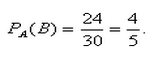 P_A(B) = 24/30 = 4/5.